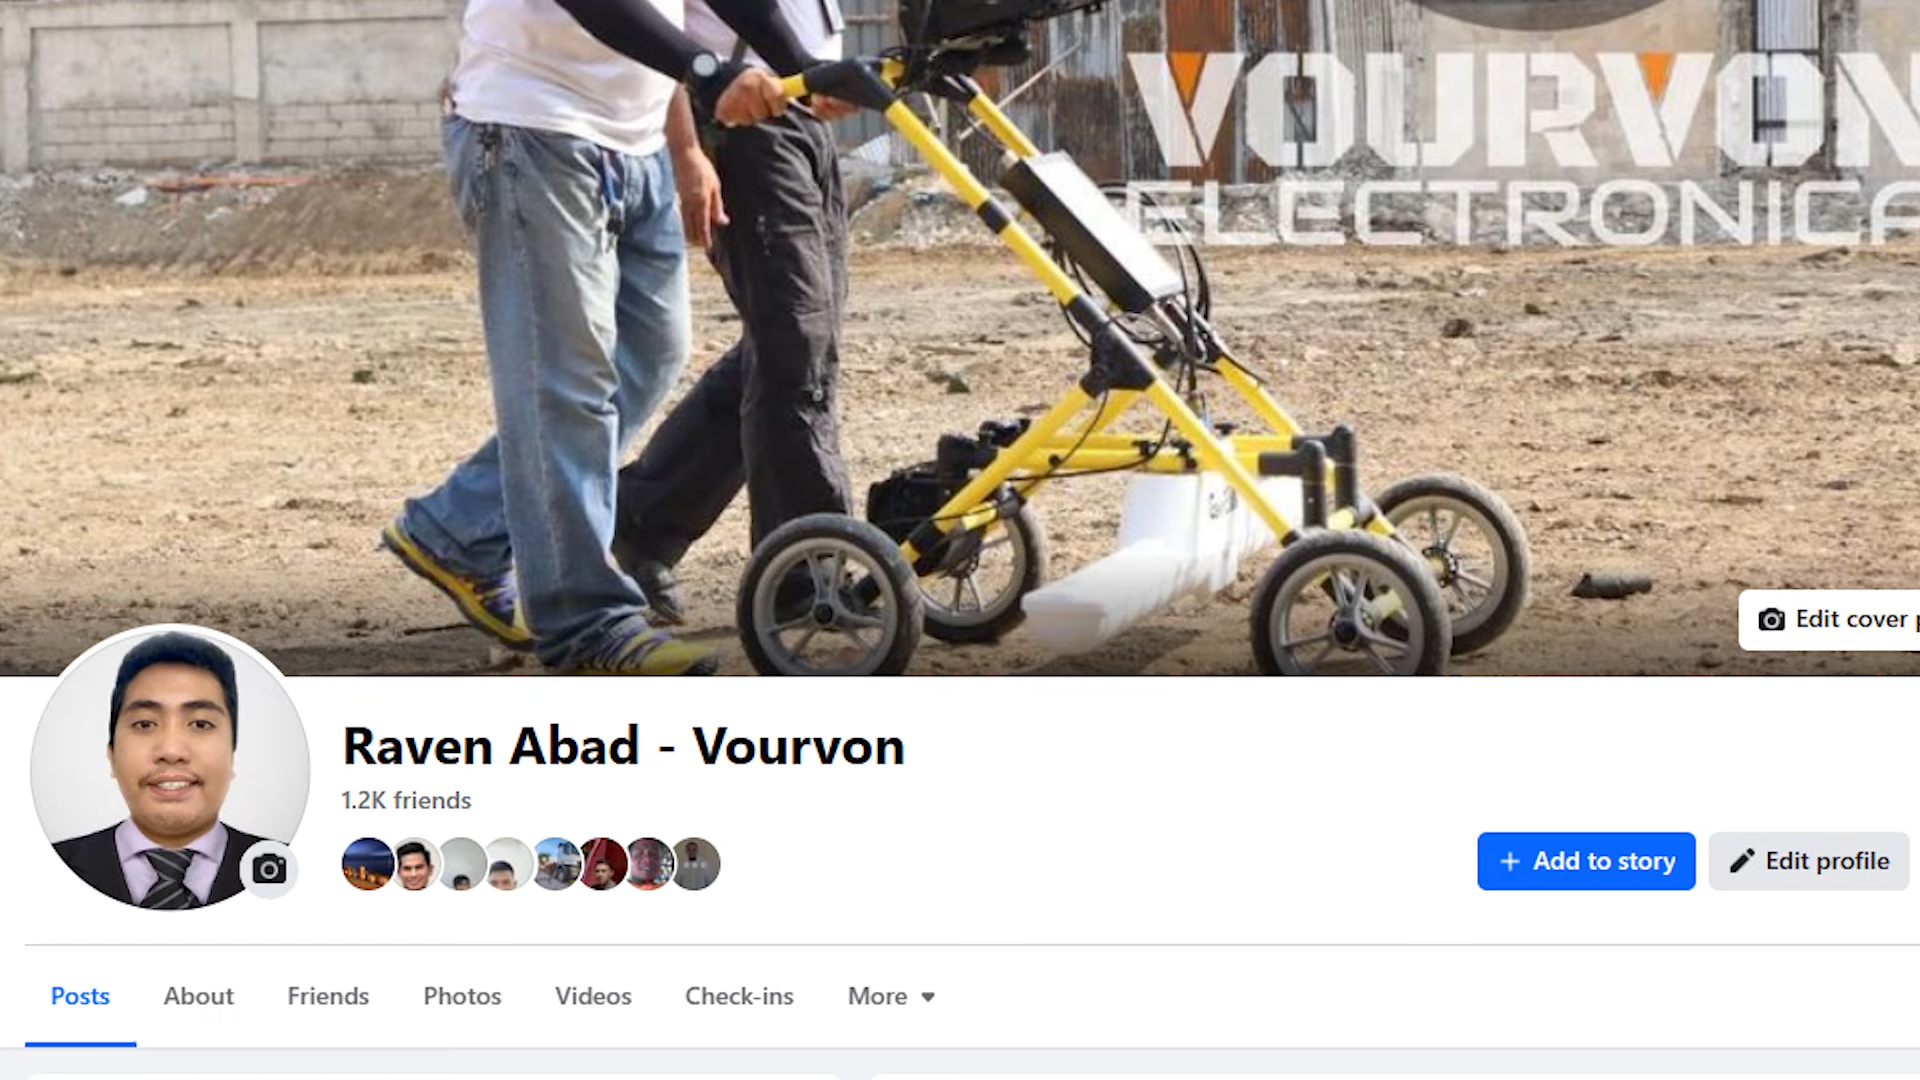 VOURVON
ELECTRONICA
Edit cover
Raven Abad - Vourvon
1.2K friends
+ Add to story
Edit profile
Posts
About
Friends
Photos
Videos
Check-ins
More